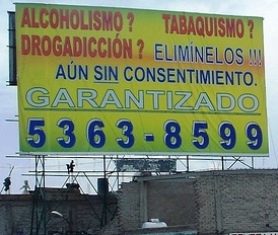 ALCOHOLISMO ? TABAQUISMO ?
DROGADICCIÓN ? ELIMÍNELOS !!!
AÚN SIN CONSENTIMIENTO.
GARANTIZADO
5363-8599